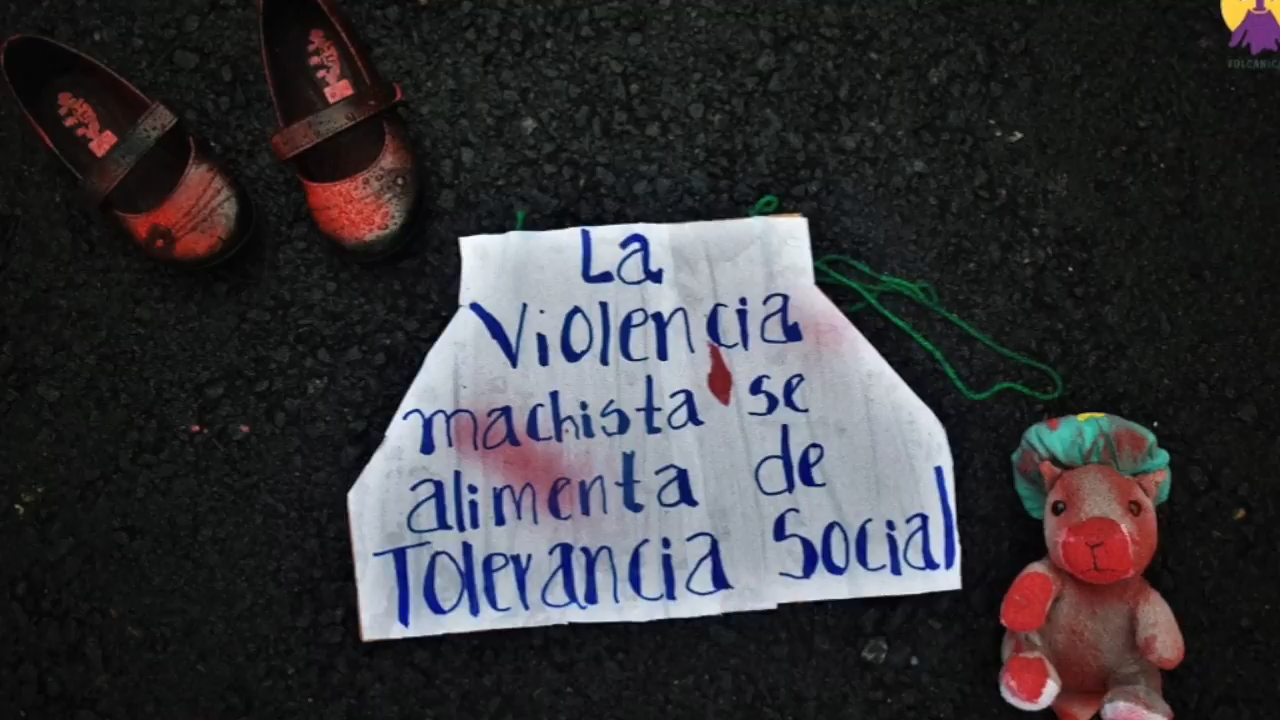 La
Violencia
machista se
alimenta de
Tolerancia Social